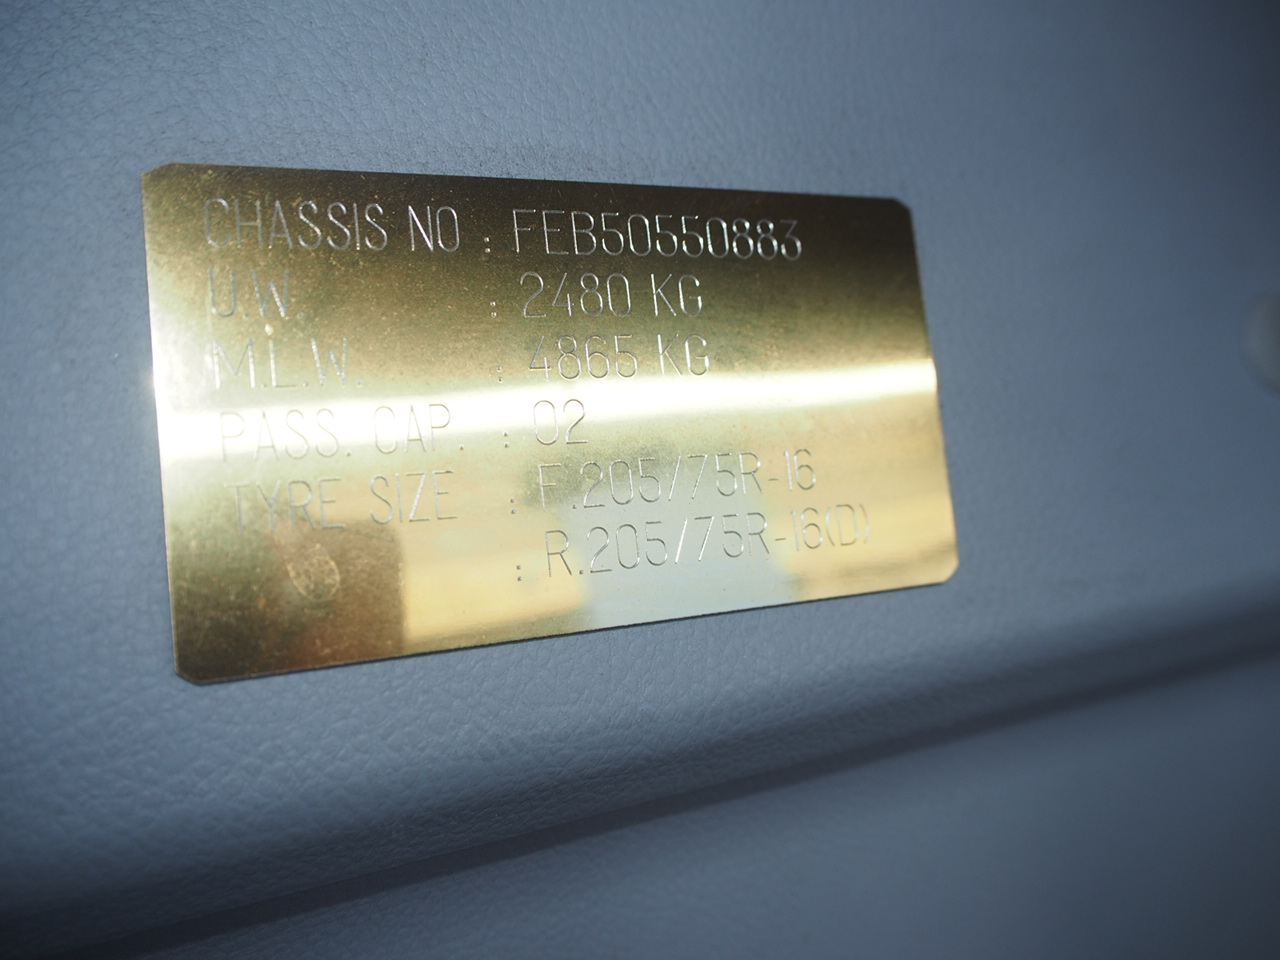 CHASSIS NO : FEB50550883
U.W. : 2480 KG
M.L.W. : 4865 KG
PASS. CAP. : 02
TYRE SIZE : F.205/75R-16
: R.205/75R-16(D)